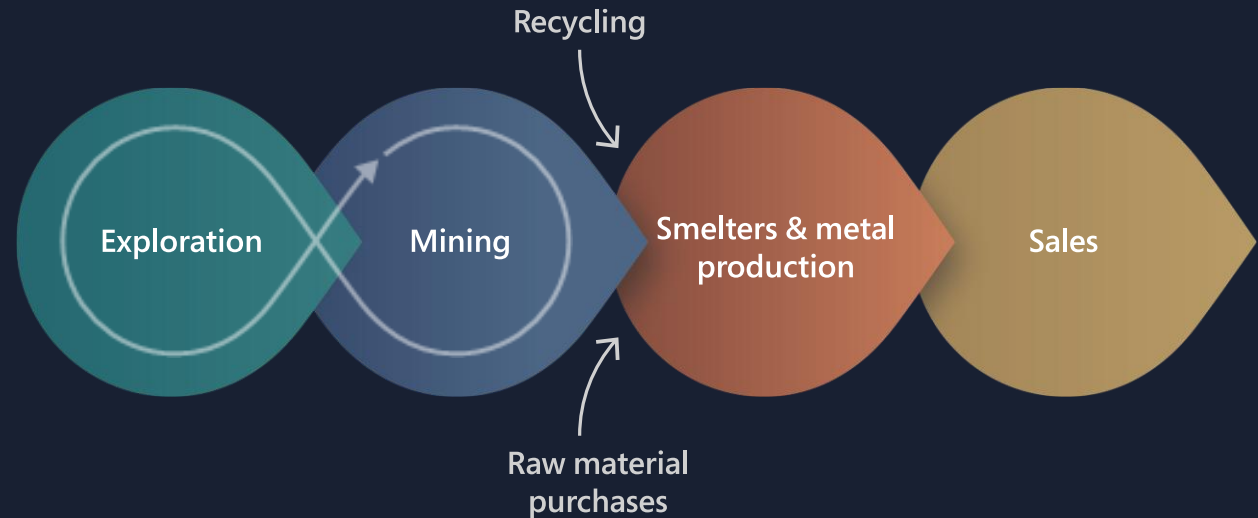 Recycling
Exploration
Mining
Smelters & metal
production
Sales
Raw material
purchases